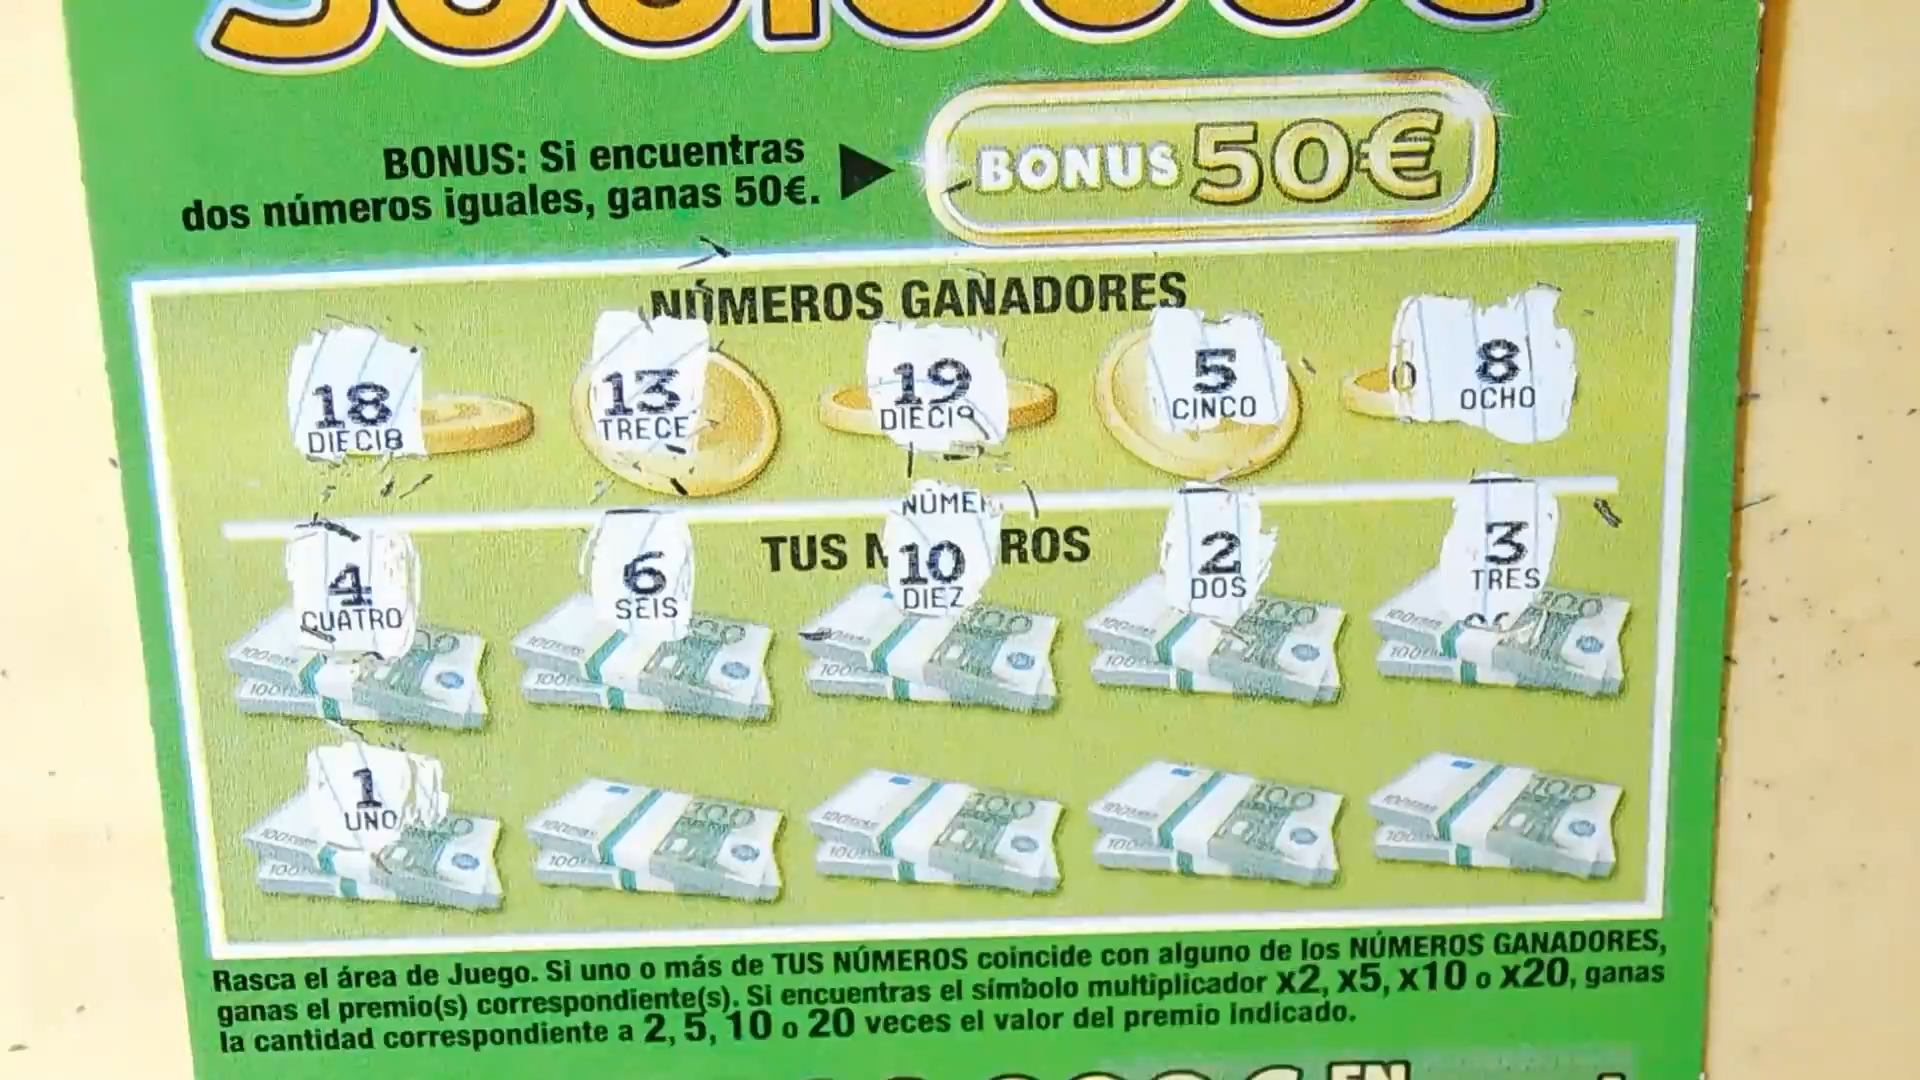 BONUS: Si encuentras
dos números iguales, ganas 50€.
BONUS 50€
NÚMEROS GANADORES
18 13 19 5 8
DIECI8 TRECE DIECI9 CINCO OCHO
TUS ROS
4 6 10 2 3
CUATRO SEIS DIEZ DOS TRES
1
UNO
Rasca el área de Juego. Si uno o más de TUS NÚMEROS coincide con alguno de los NÚMEROS GANADORES,
ganas el premio(s) correspondiente(s). Si encuentras el símbolo multiplicador X2, X5, X10 o X20, ganas
la cantidad correspondiente a 2, 5, 10 o 20 veces el valor del premio indicado.
EN